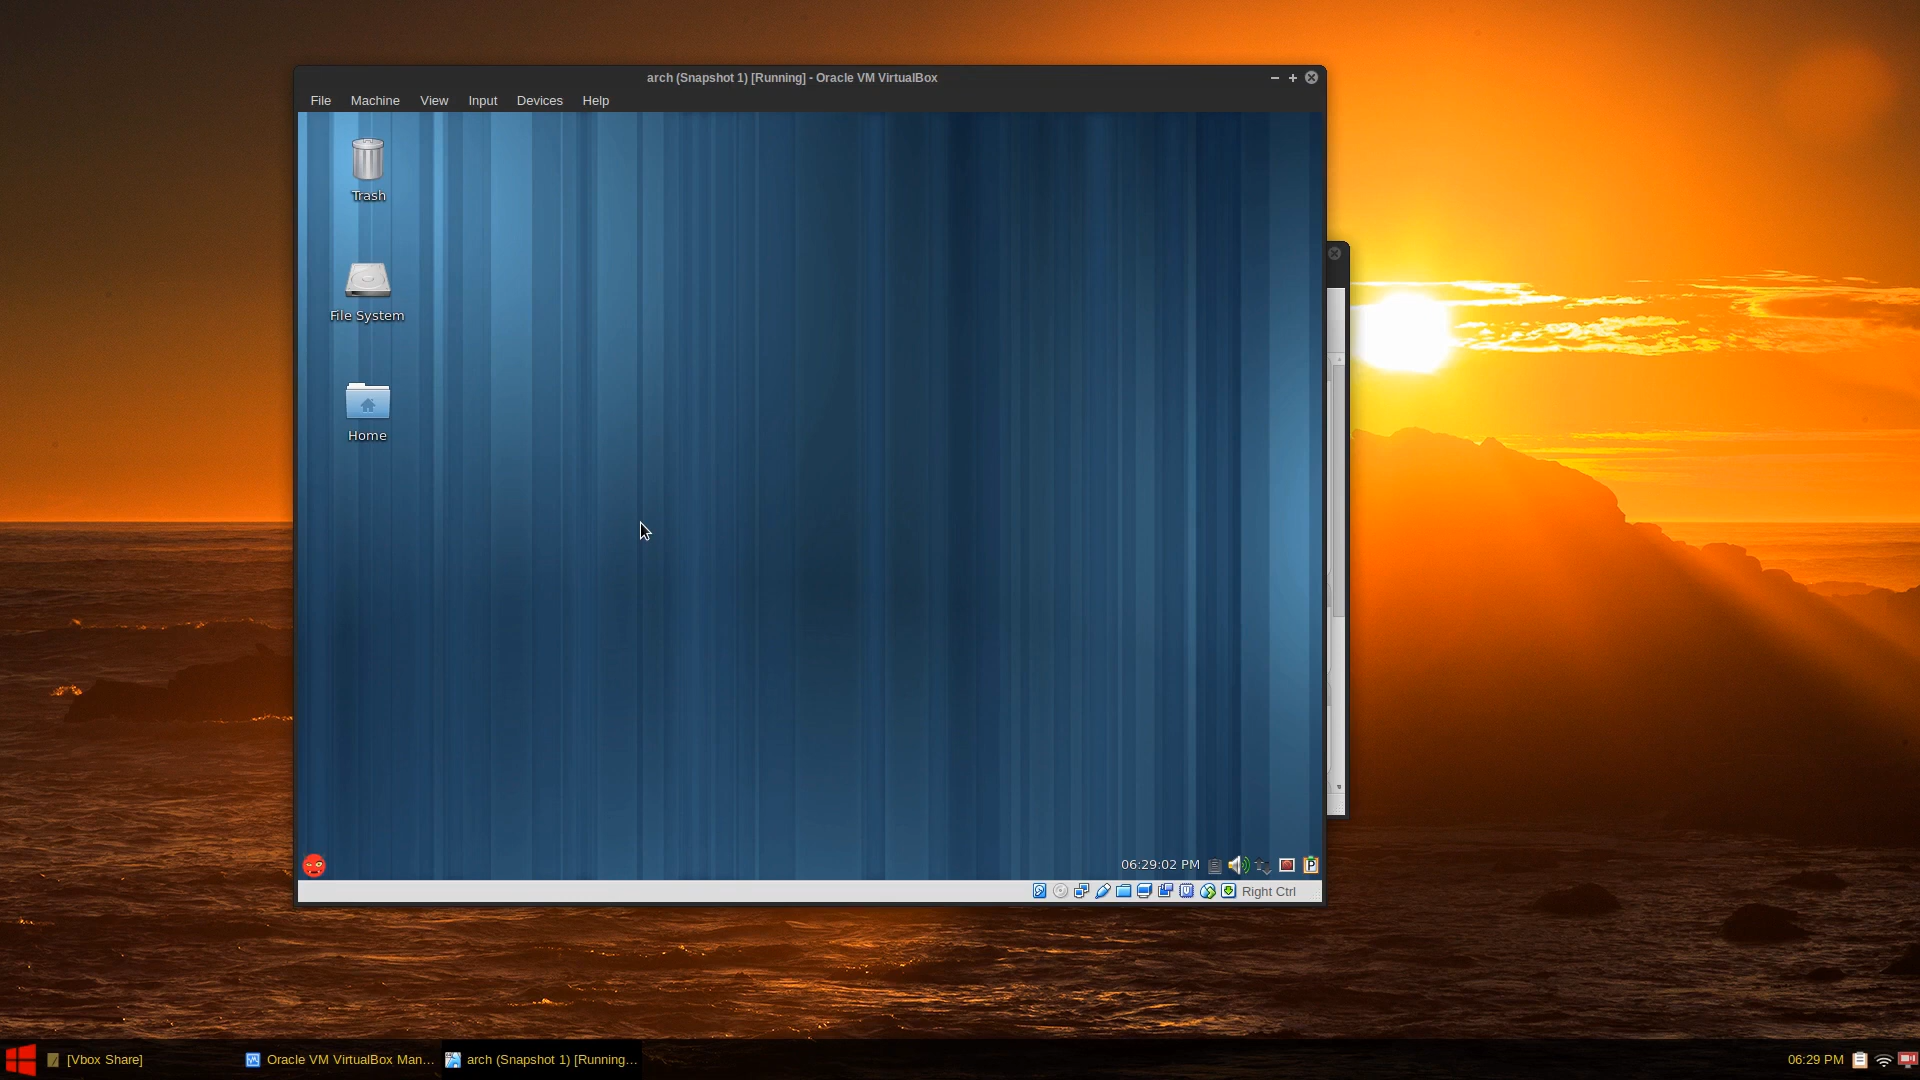 arch (Snapshot 1) [Running] - Oracle VM VirtualBox
File Machine View Input Devices Help
Trash
File System
Home
06:29:02 PM
Right Ctrl
[Vbox Share] Oracle VM VirtualBox Man... arch (Snapshot 1) [Running... 06:29 PM